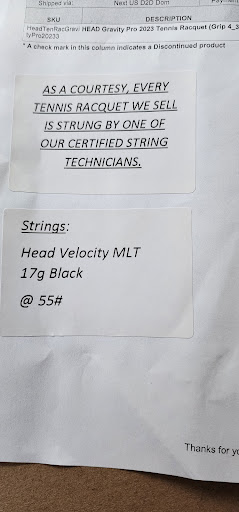 Shipped via: Next US D2D Dom
SKU DESCRIPTION
HeadTenRacGravi HEAD Gravity Pro 2023 Tennis Racquet (Grip 4_3
tyPro20233
* A check mark in this column indicates a Discontinued product
AS A COURTESY, EVERY
TENNIS RACQUET WE SELL
IS STRUNG BY ONE OF
OUR CERTIFIED STRING
TECHNICIANS.
Strings:
Head Velocity MLT
17g Black
@ 55#
Thanks for yo